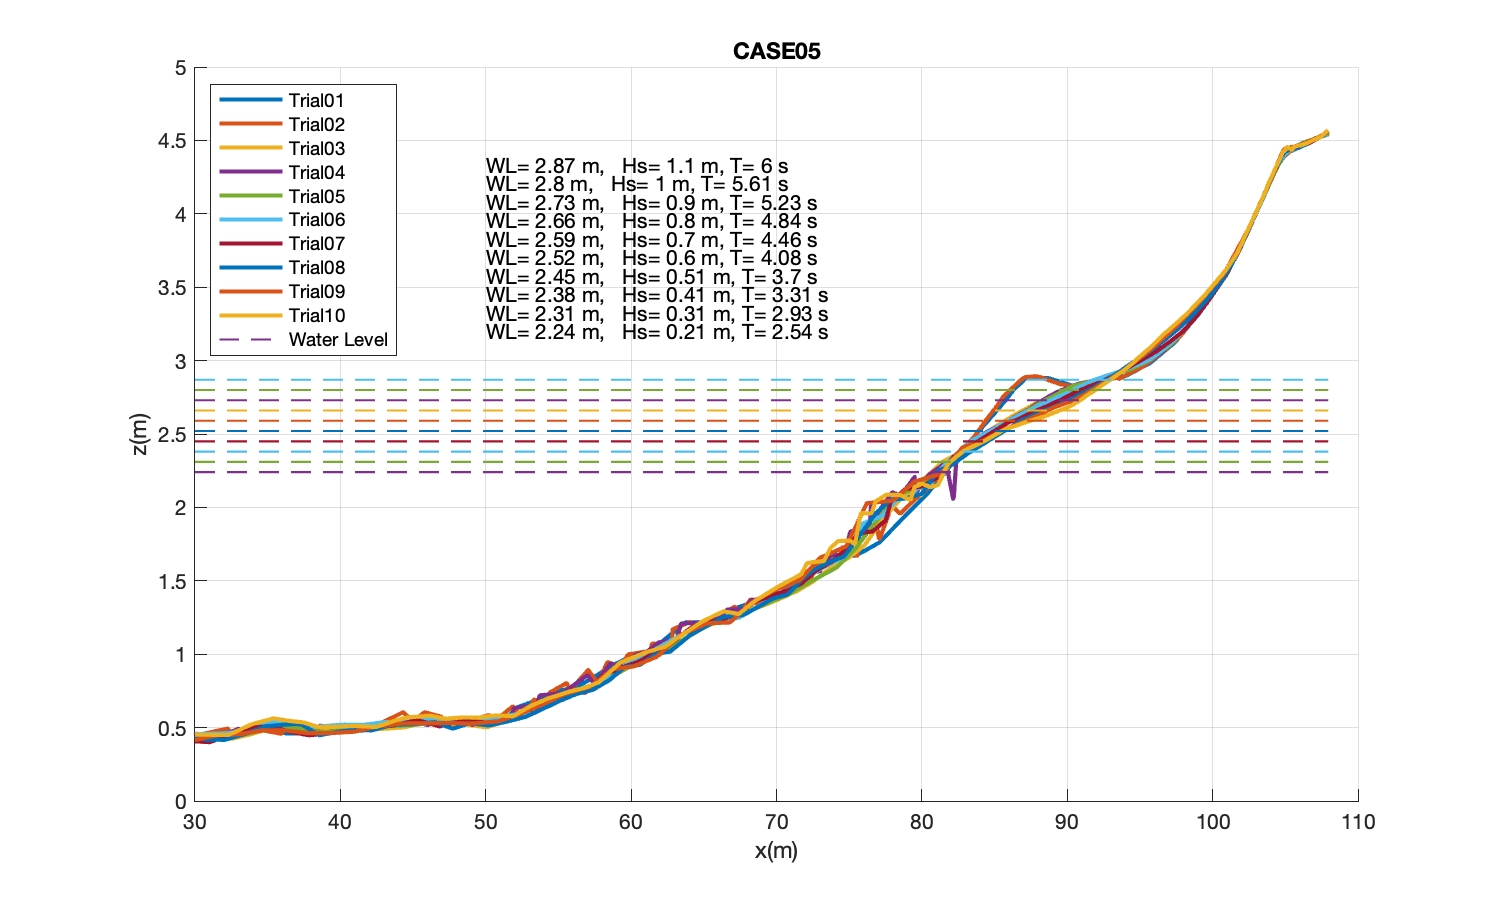 CASE05
5
4.5
4
3.5
3
2.5
2
1.5
1
0.5
0
z(m)
Trial01
Trial02
Trial03
Trial04
Trial05
Trial06
Trial07
Trial08
Trial09
Trial10
Water Level
WL= 2.87 m, Hs= 1.1 m, T= 6 s
WL= 2.8 m, Hs= 1 m, T= 5.61 s
WL= 2.73 m, Hs= 0.9 m, T= 5.23 s
WL= 2.66 m, Hs= 0.8 m, T= 4.84 s
WL= 2.59 m, Hs= 0.7 m, T= 4.46 s
WL= 2.52 m, Hs= 0.6 m, T= 4.08 s
WL= 2.45 m, Hs= 0.51 m, T= 3.7 s
WL= 2.38 m, Hs= 0.41 m, T= 3.31 s
WL= 2.31 m, Hs= 0.31 m, T= 2.93 s
WL= 2.24 m, Hs= 0.21 m, T= 2.54 s
30 40 50 60 70 80 90 100 110
x(m)